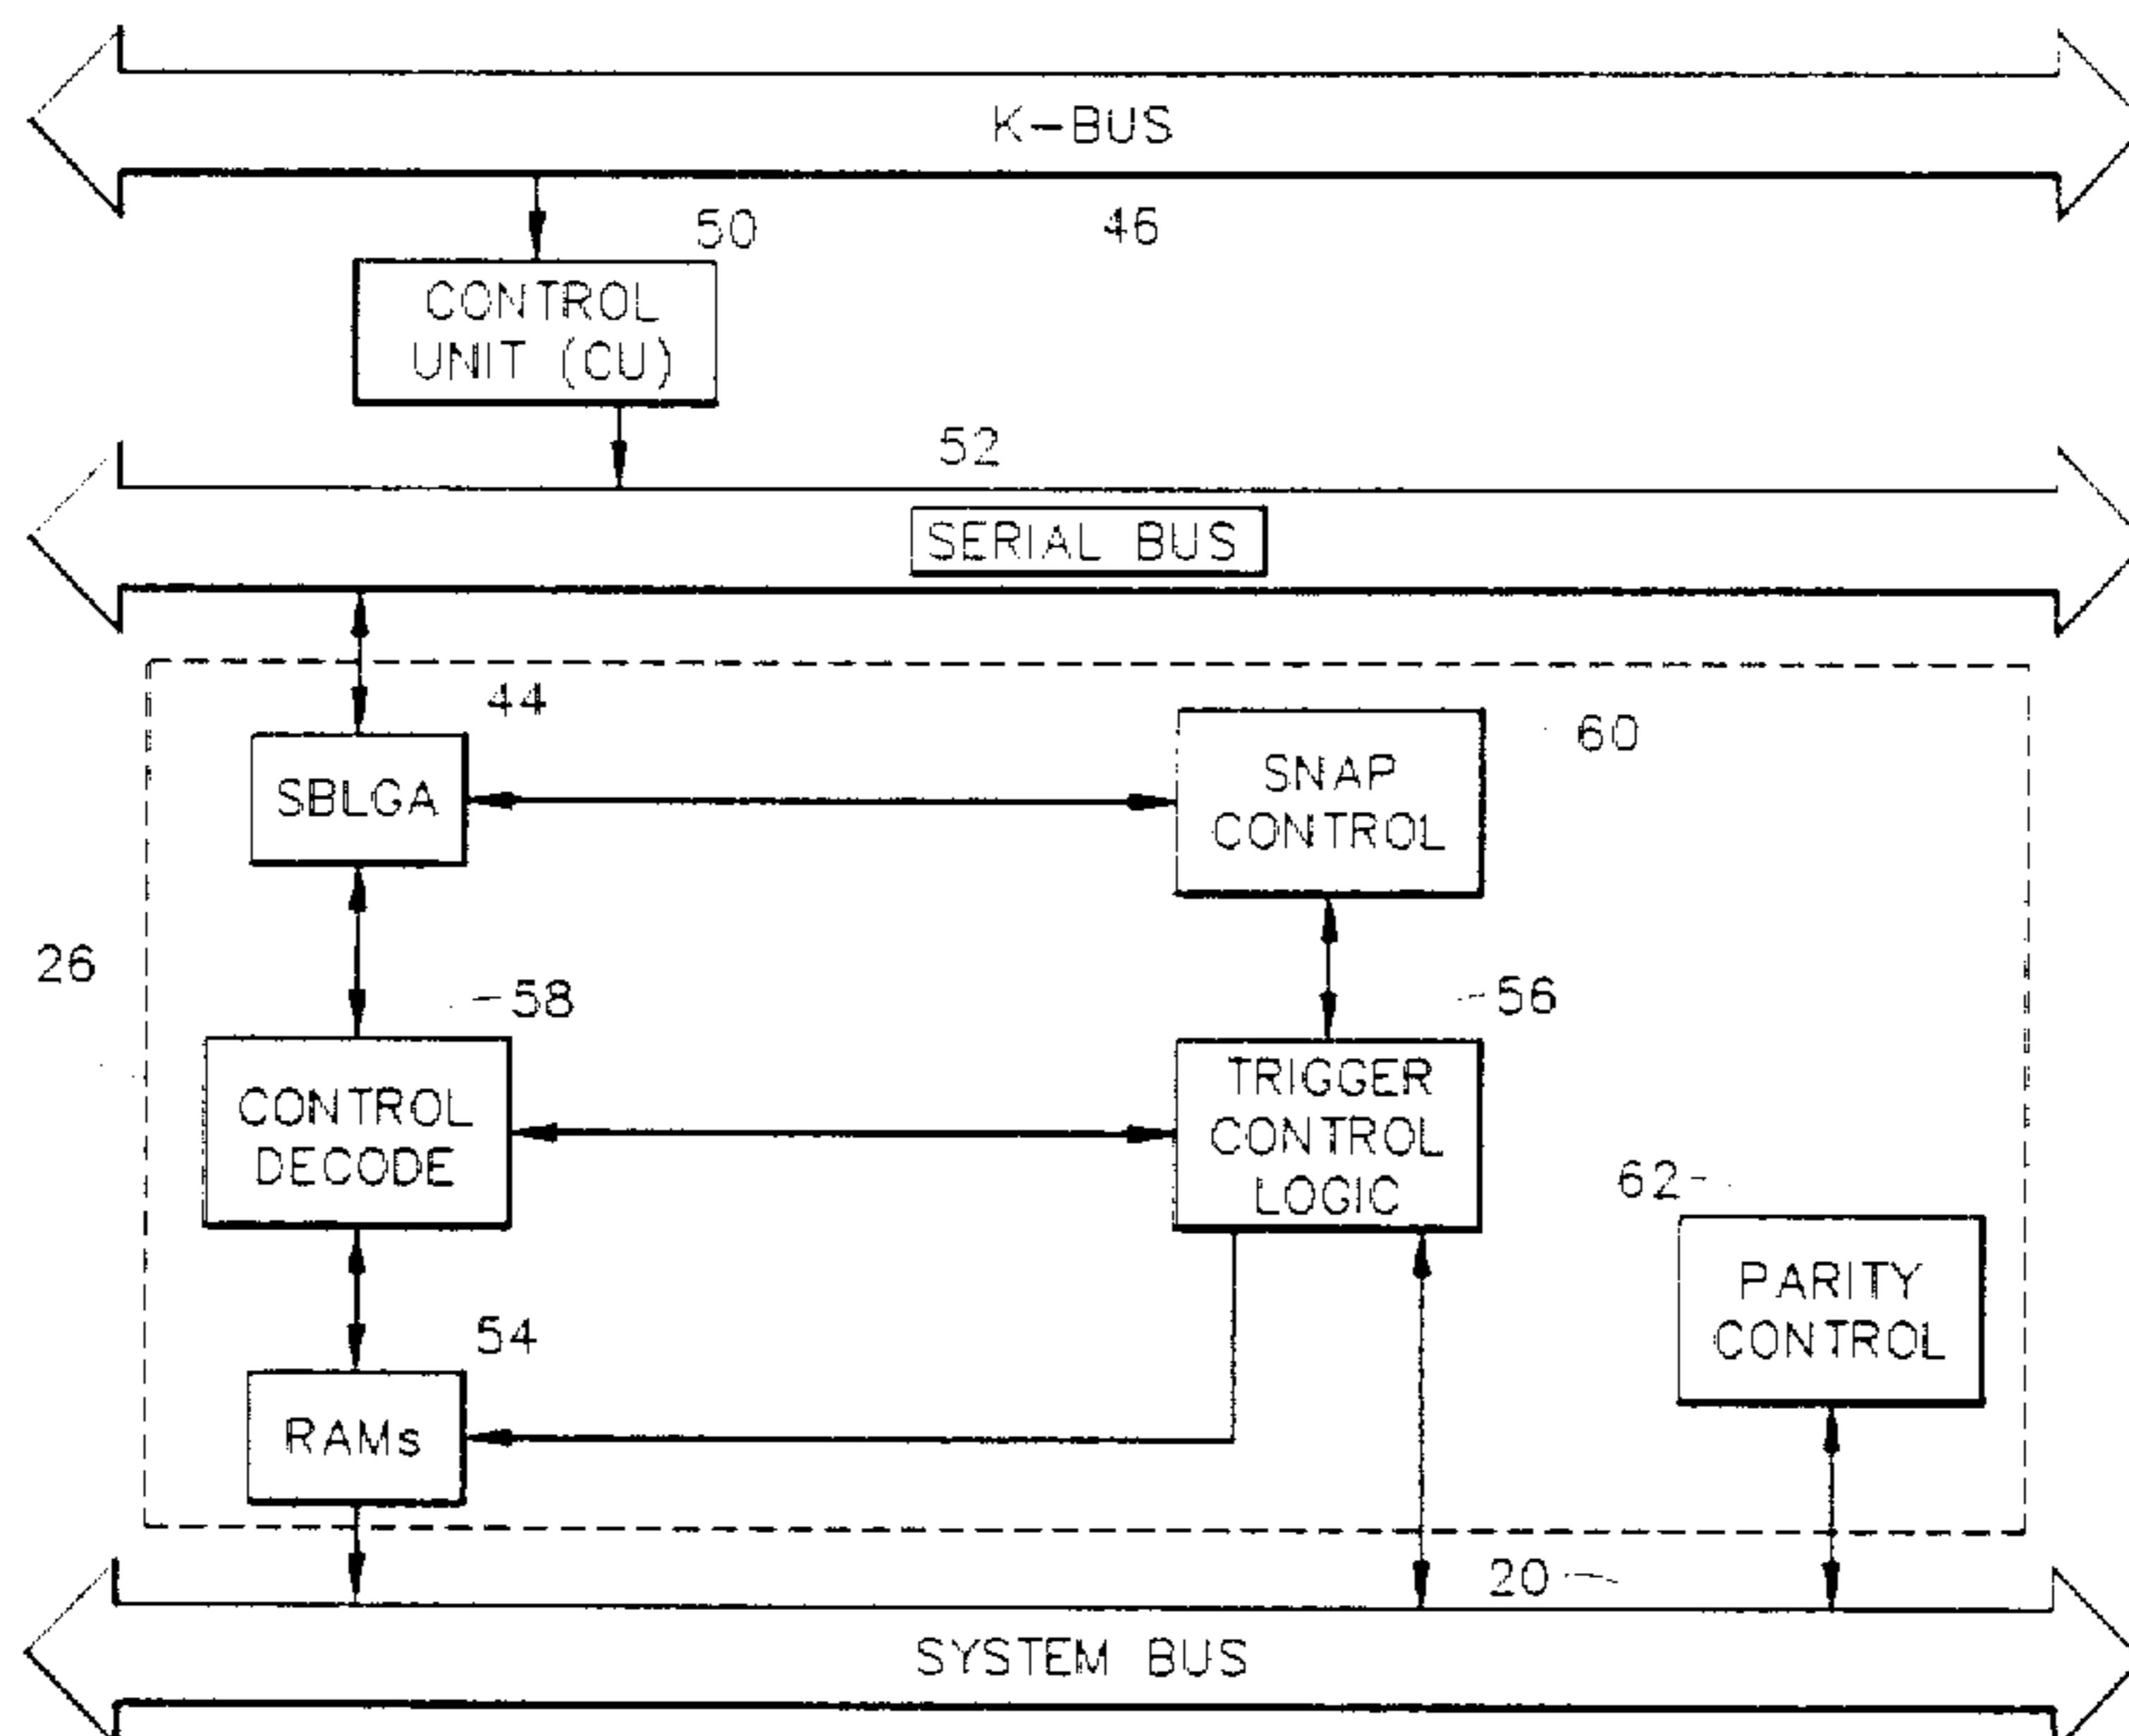 K-BUS
50
46
CONTROL
UNIT (CU)
52
SERIAL BUS
44
60
SBLGA
SNAP
CONTROL
26
58
56
CONTROL
DECODE
TRIGGER
CONTROL
LOGIC
62
PARITY
CONTROL
54
RAMs
20
SYSTEM BUS